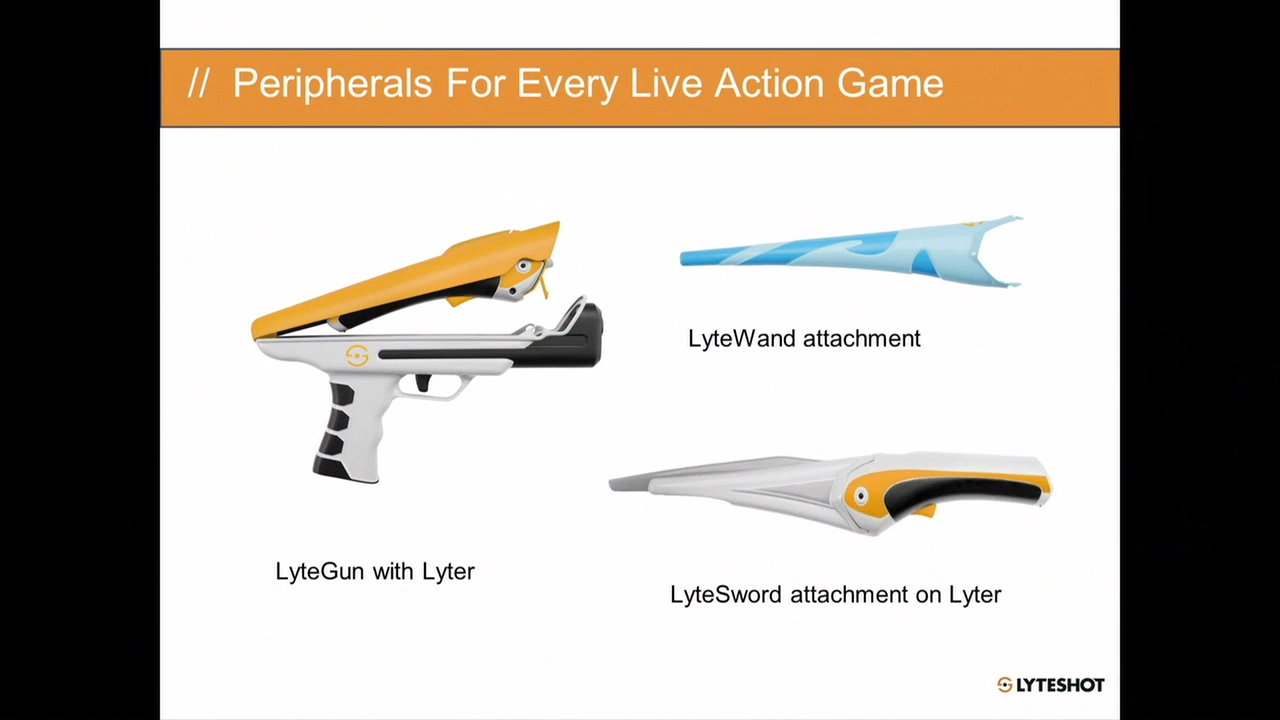 // Peripherals For Every Live Action Game
LyteWand attachment
LyteGun with Lyter
LyteSword attachment on Lyter
LYTESHOT